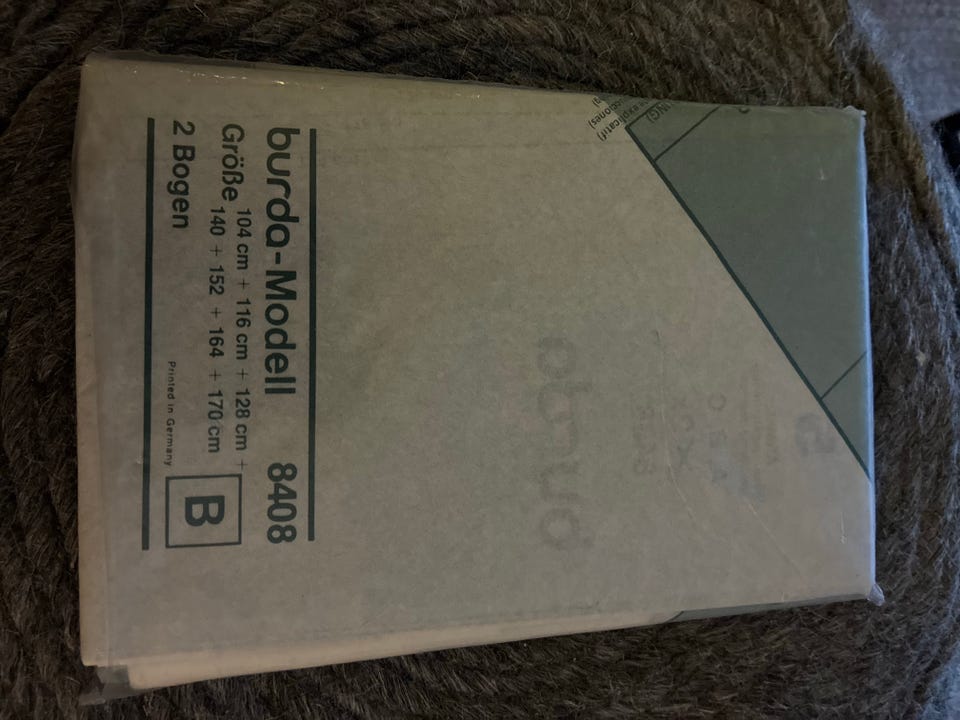 burda-Modell 8408
Größe 104 cm + 116 cm + 128 cm +
140 + 152 + 164 + 170 cm
2 Bogen
Printed in Germany
B